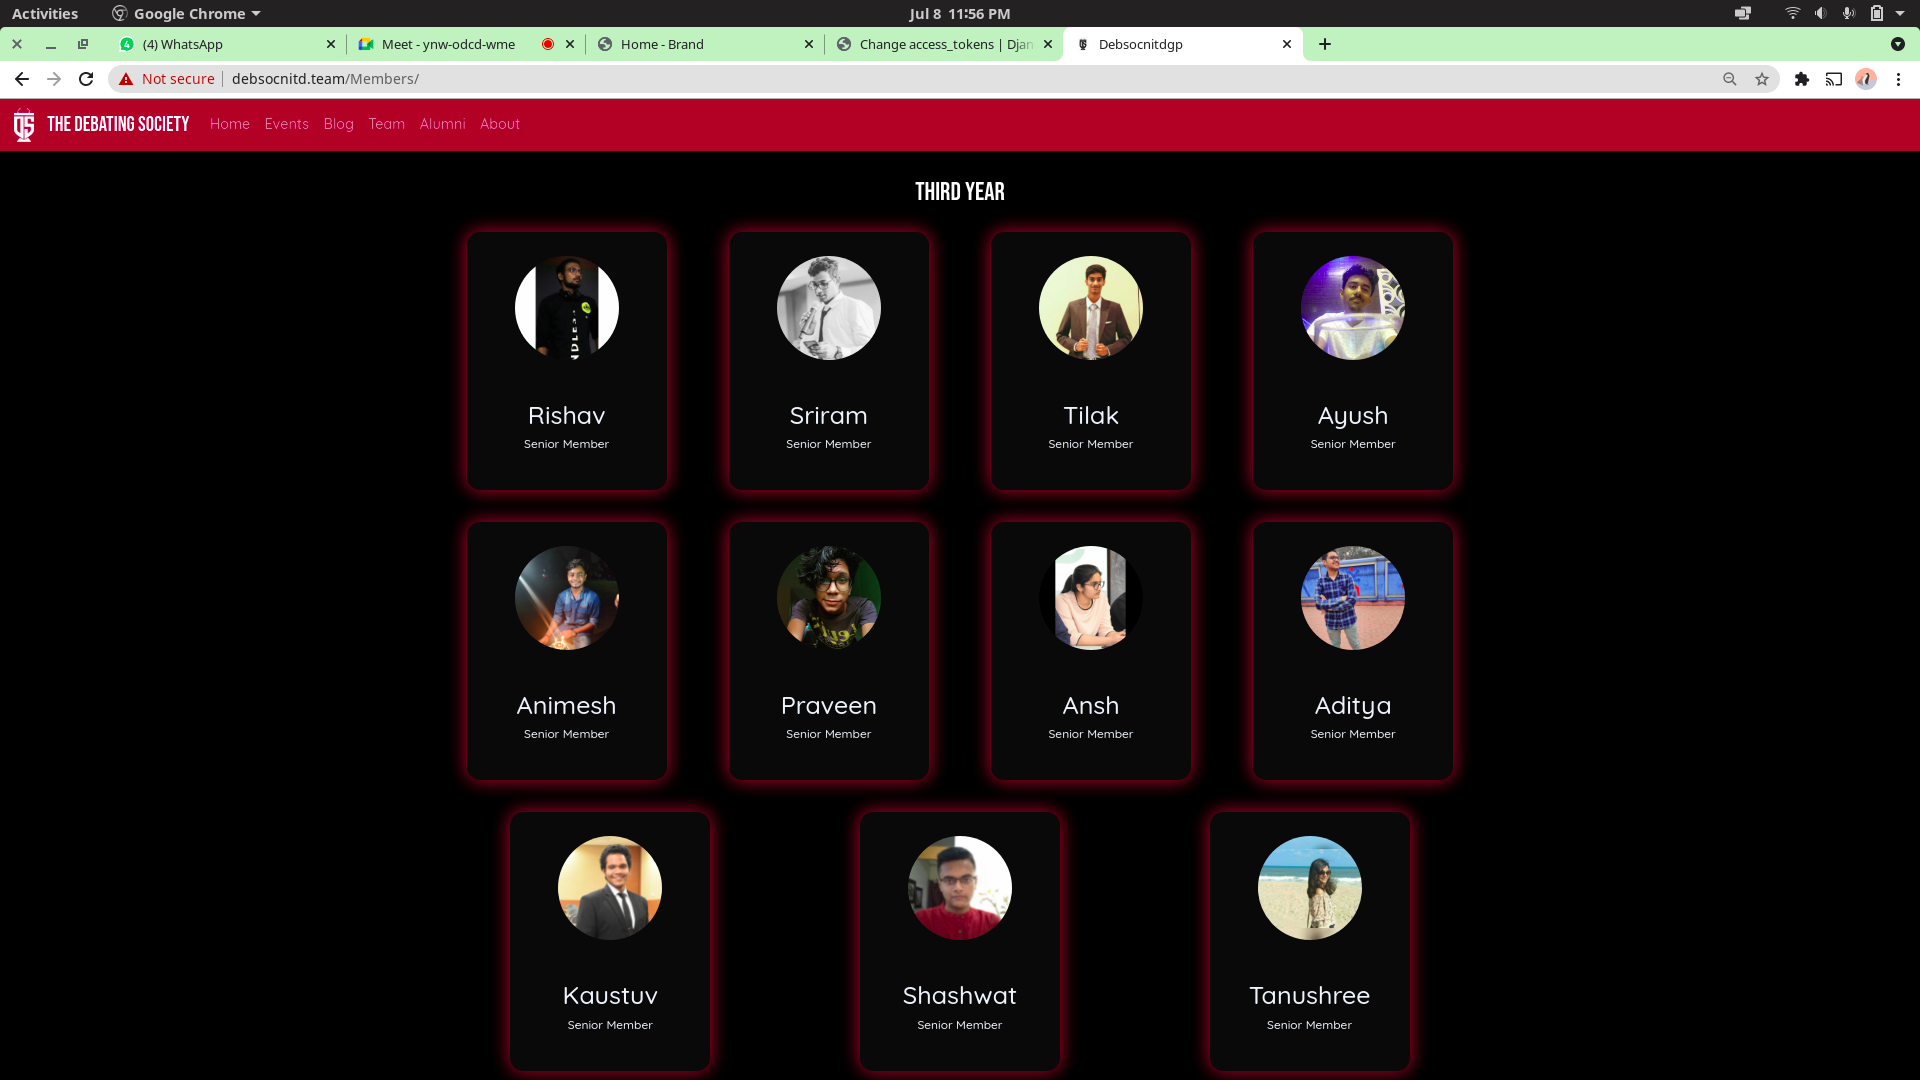 Activities Google Chrome Jul 8 11:56 PM
(4) WhatsApp Meet - ynw-odcd-wme Home - Brand Change access_tokens | Djan Debsocnitdgp
Not secure debsocnitd.team/Members/
THE DEBATING SOCIETY Home Events Blog Team Alumni About
THIRD YEAR
Rishav Sriram Tilak Ayush
Senior Member Senior Member Senior Member Senior Member
Animesh Praveen Ansh Aditya
Senior Member Senior Member Senior Member Senior Member
Kaustuv Shashwat Tanushree
Senior Member Senior Member Senior Member